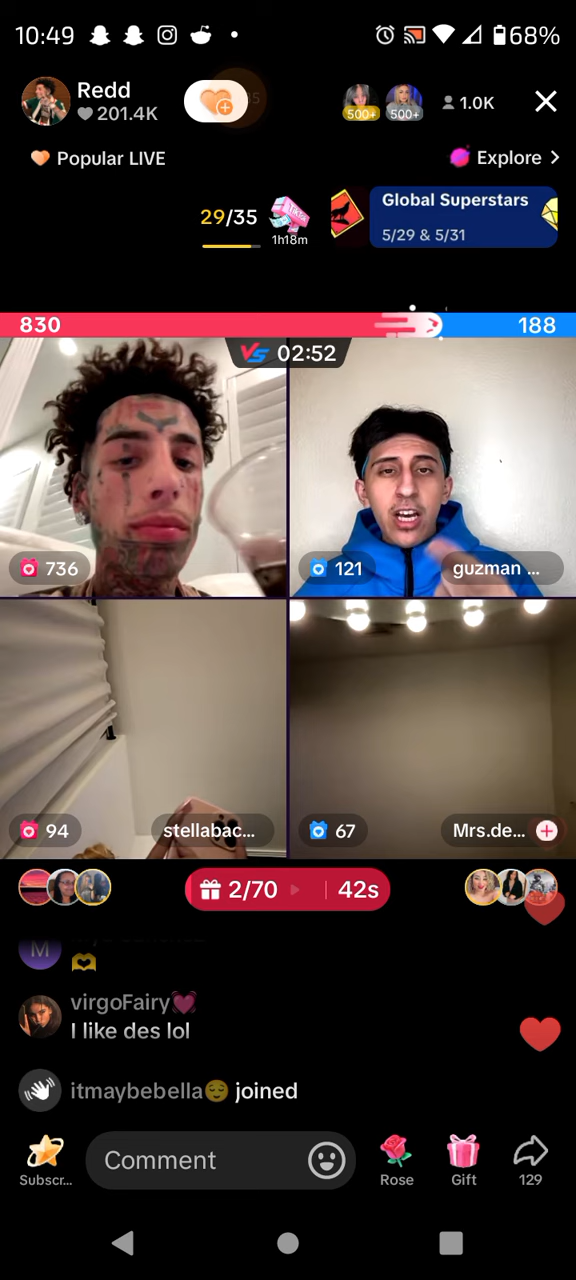 10:49
68%
Redd
201.4K
500+
500+
1.0K
Popular LIVE
Explore >
29/35
1h18m
Global Superstars
5/29 & 5/31
830
188
VS 02:52
736
121
guzman ...
94
stellabac...
67
Mrs.de...
2/70
42s
M
virgoFairy💓
I like des lol
itmaybebella😌 joined
Subscr...
Comment
Rose
Gift
129